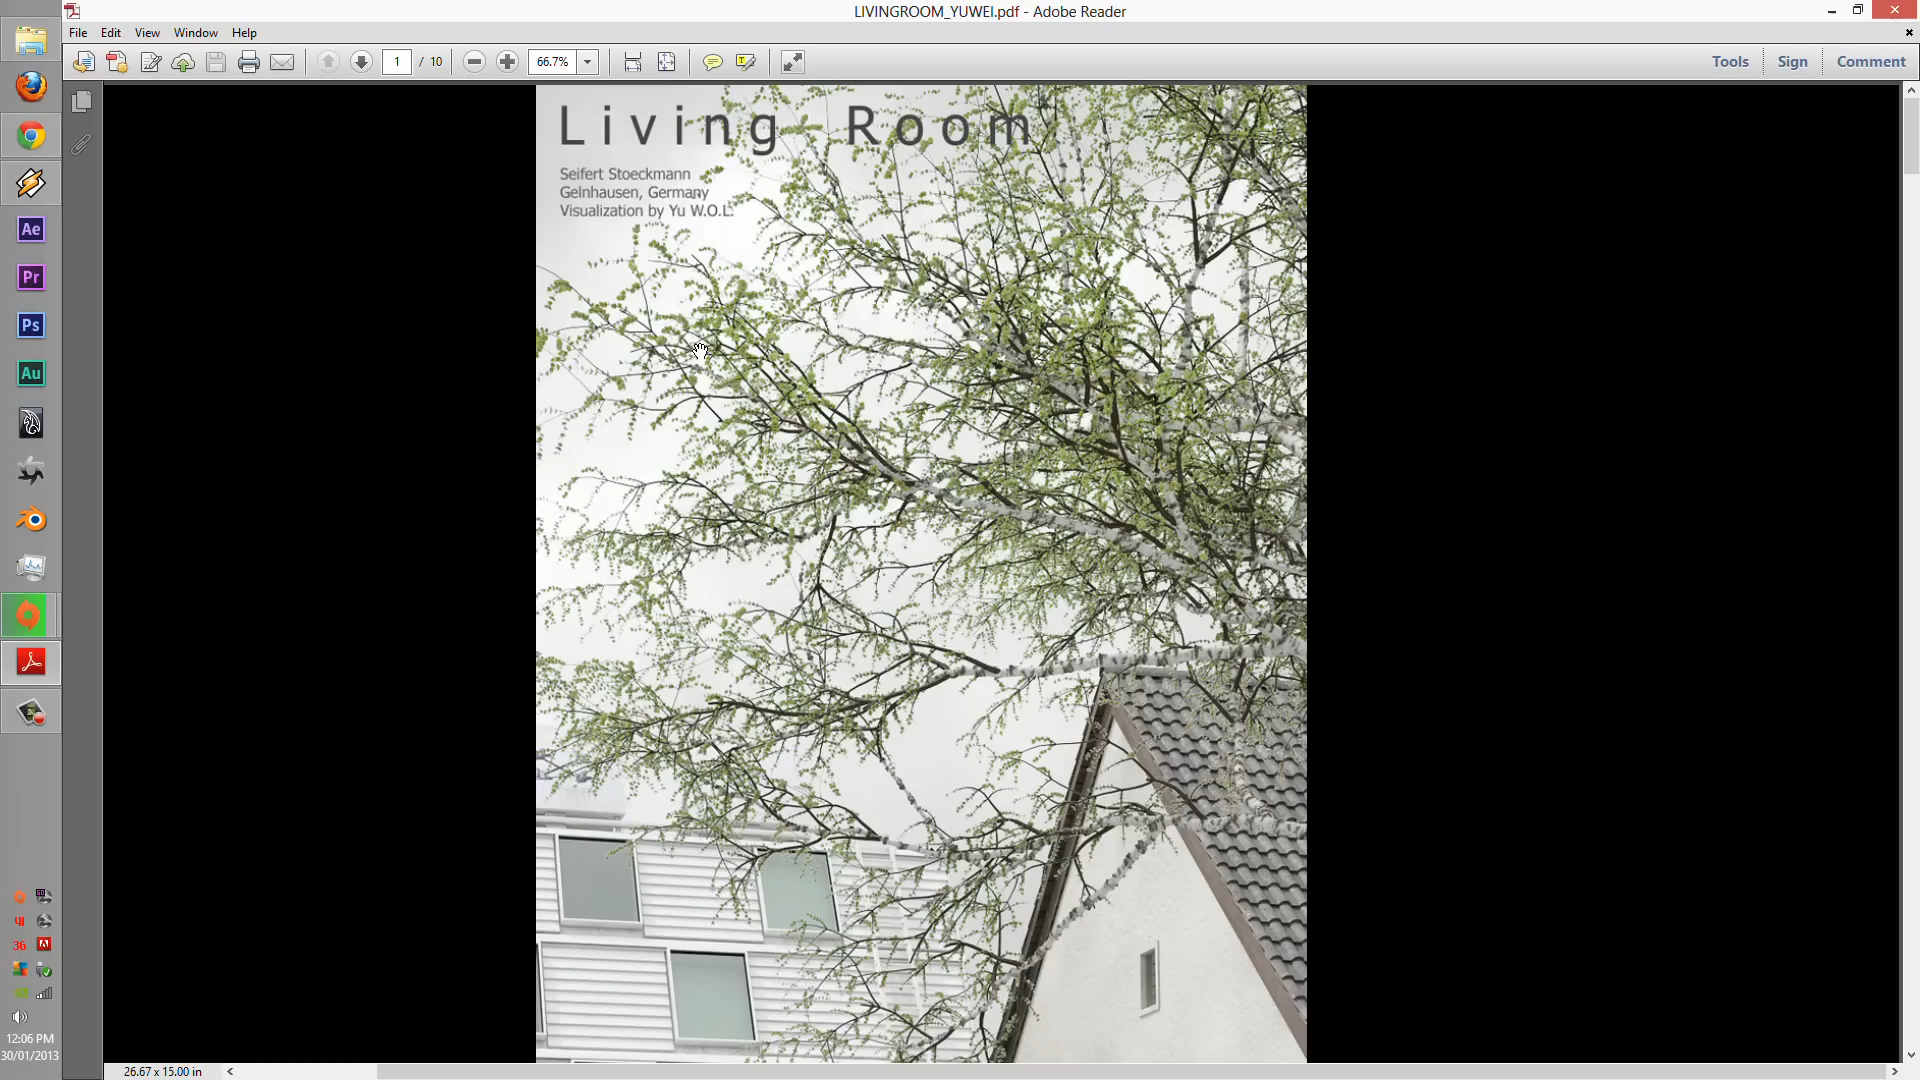 LIVINGROOM_YUWEI.pdf - Adobe Reader
File Edit View Window Help
1 / 10 66.7% Tools Sign Comment
Living Room
Seifert Stoeckmann
Gelnhausen, Germany
Visualization by Yu W.O.L.
Ae
Pr
Ps
Au
41
36
12:06 PM
30/01/2013
26.67 x 15.00 in